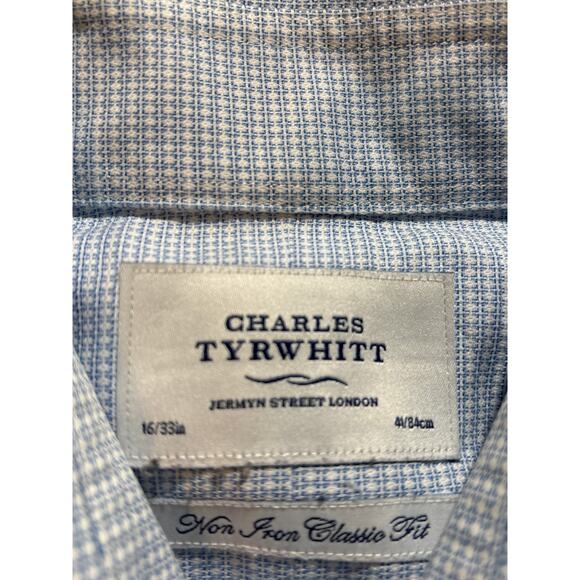 CHARLES
TYRWHITT
JERMYN STREET LONDON
16/33in 41/84cm
Non Iron Classic Fit